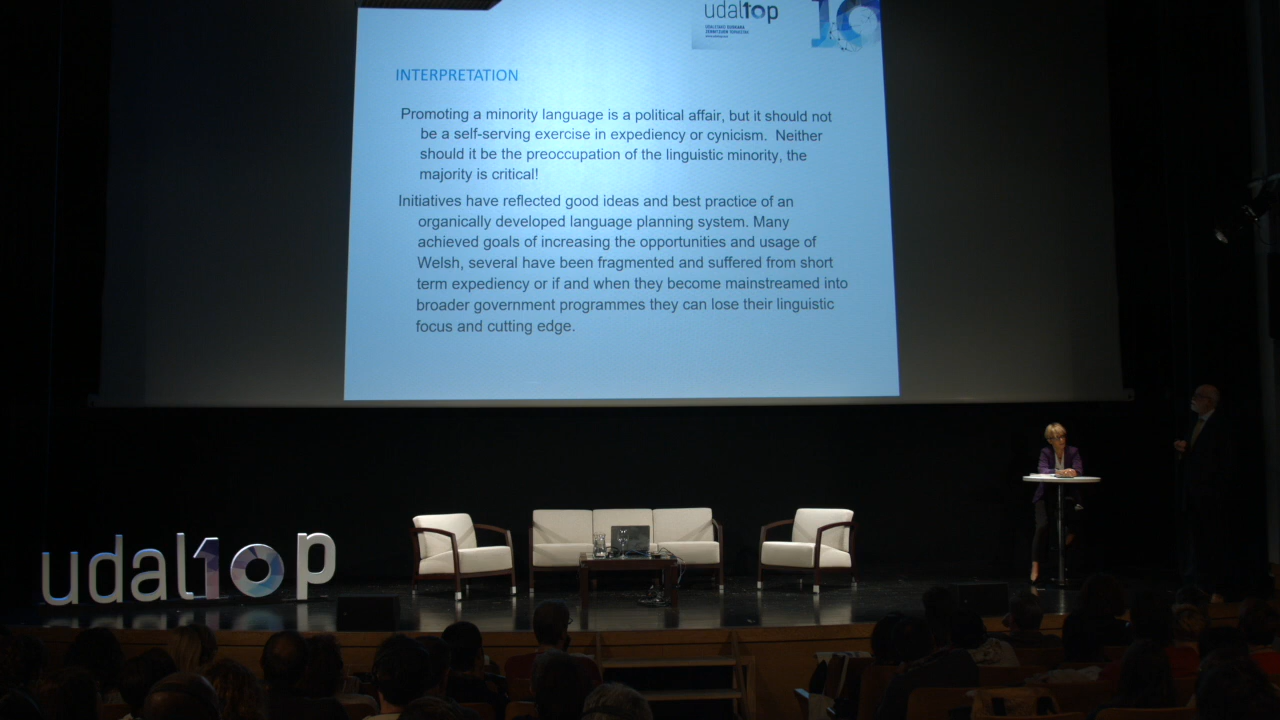 udaltop
UDALETAKO EUSKARA
ZERBITZUEN TOPAKETAK
10
INTERPRETATION
Promoting a minority language is a political affair, but it should not
be a self-serving exercise in expediency or cynicism. Neither
should it be the preoccupation of the linguistic minority, the
majority is critical!
Initiatives have reflected good ideas and best practice of an
organically developed language planning system. Many
achieved goals of increasing the opportunities and usage of
Welsh, several have been fragmented and suffered from short
term expediency or if and when they become mainstreamed into
broader government programmes they can lose their linguistic
focus and cutting edge.
udal10p